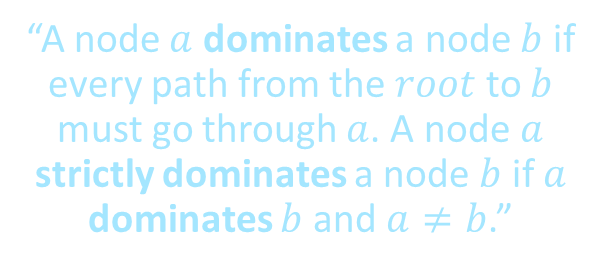 “A node a dominates a node b if
every path from the root to b
must go through a. A node a
strictly dominates a node b if a
dominates b and a ≠ b.”